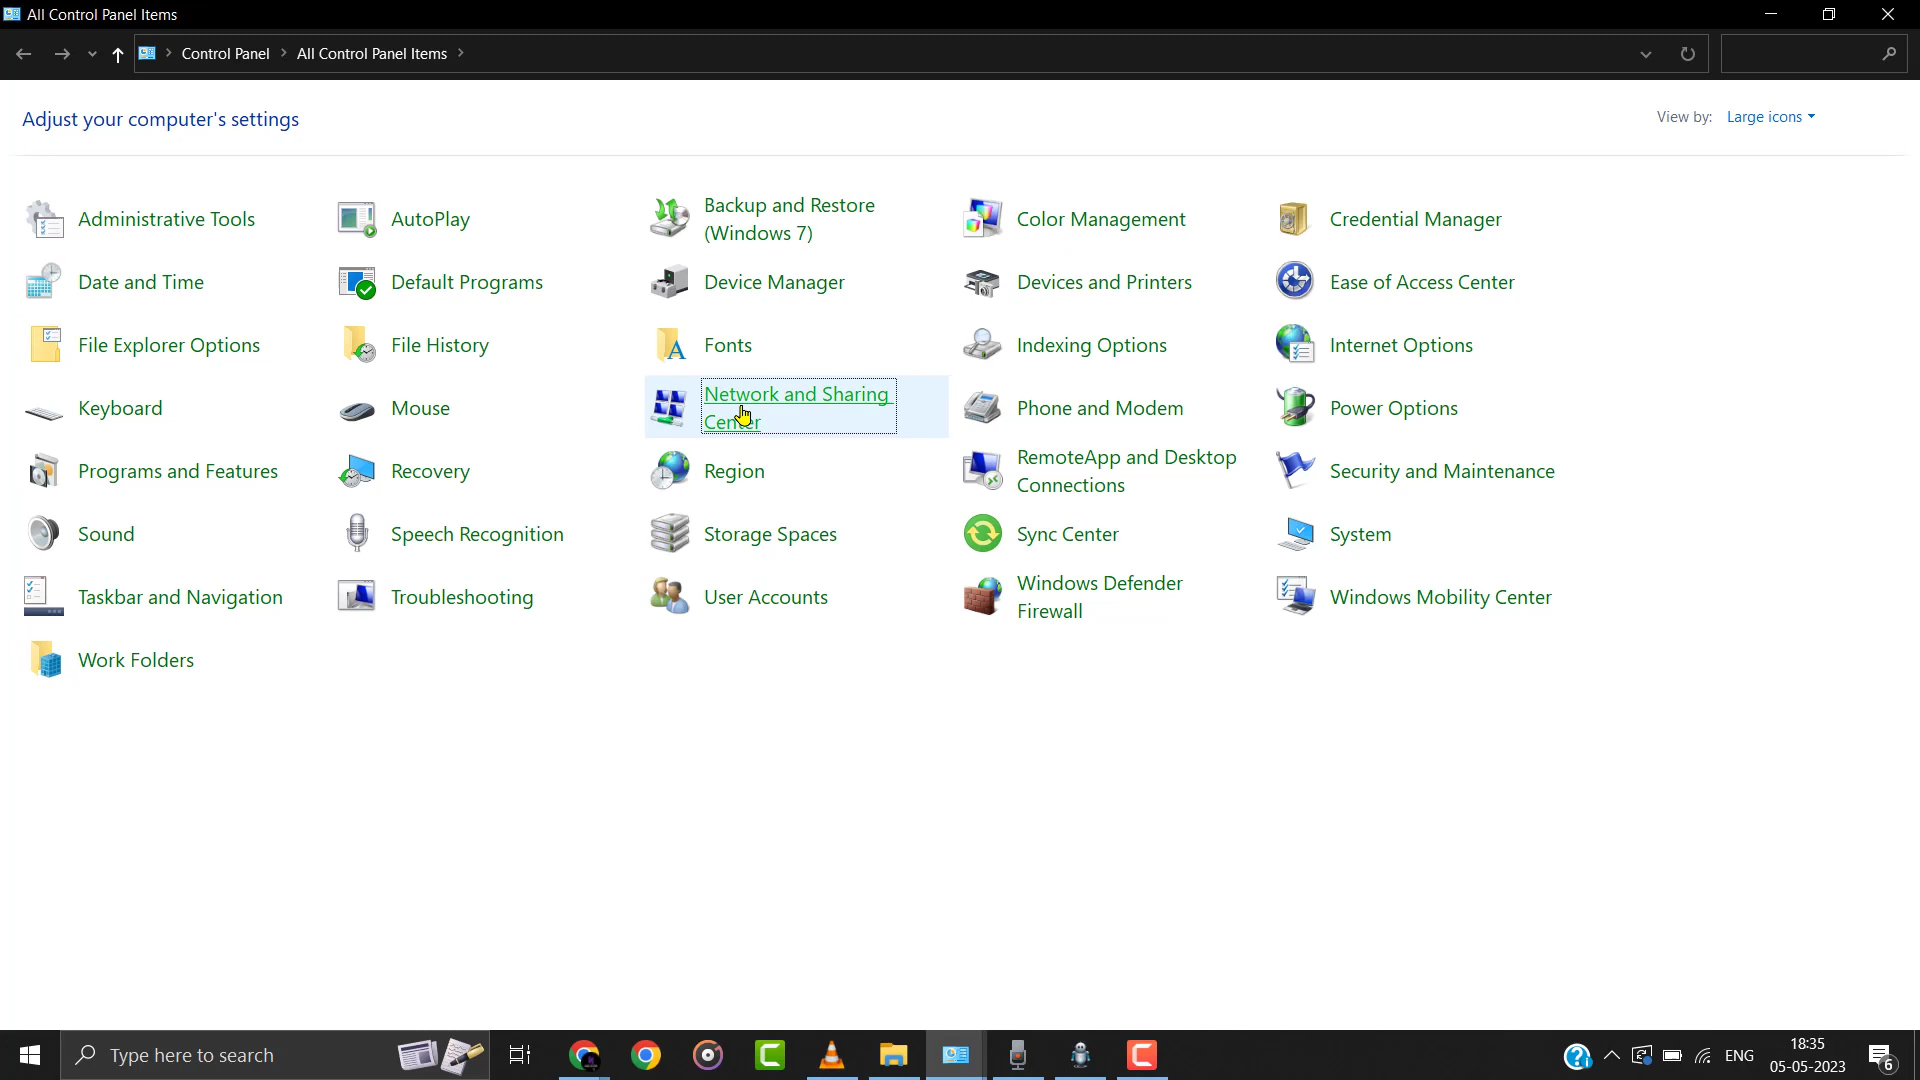 All Control Panel Items
Control Panel
All Control Panel Items
Adjust your computer's settings
View by:
Large icons
Administrative Tools
AutoPlay
Backup and Restore
(Windows 7)
Color Management
Credential Manager
Date and Time
Default Programs
Device Manager
Devices and Printers
Ease of Access Center
File Explorer Options
File History
Fonts
Indexing Options
Internet Options
Keyboard
Mouse
Network and Sharing
Center
Phone and Modem
Power Options
Programs and Features
Recovery
Region
RemoteApp and Desktop
Connections
Security and Maintenance
Sound
Speech Recognition
Storage Spaces
Sync Center
System
Taskbar and Navigation
Troubleshooting
User Accounts
Windows Defender
Firewall
Windows Mobility Center
Work Folders
Type here to search
ENG
18:35
05-05-2023
6